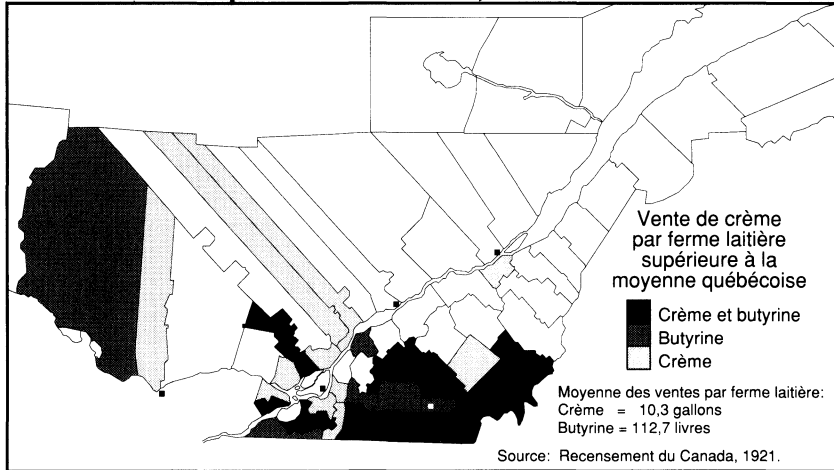 Vente de crème
par ferme laitière
supérieure à la
moyenne québécoise
Crème et butyrine
Butyrine
Crème
Moyenne des ventes par ferme laitière:
Crème = 10,3 gallons
Butyrine = 112,7 livres
Source: Recensement du Canada, 1921.